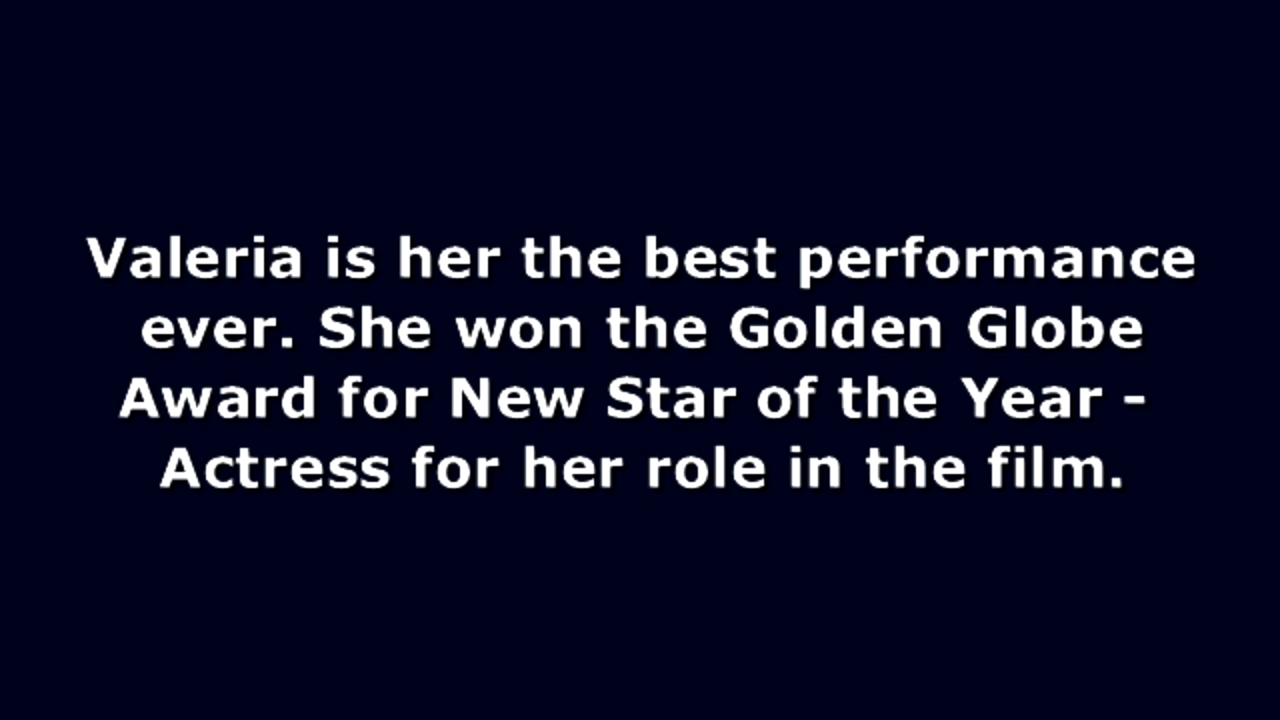 Valeria is her the best performance
ever. She won the Golden Globe
Award for New Star of the Year -
Actress for her role in the film.